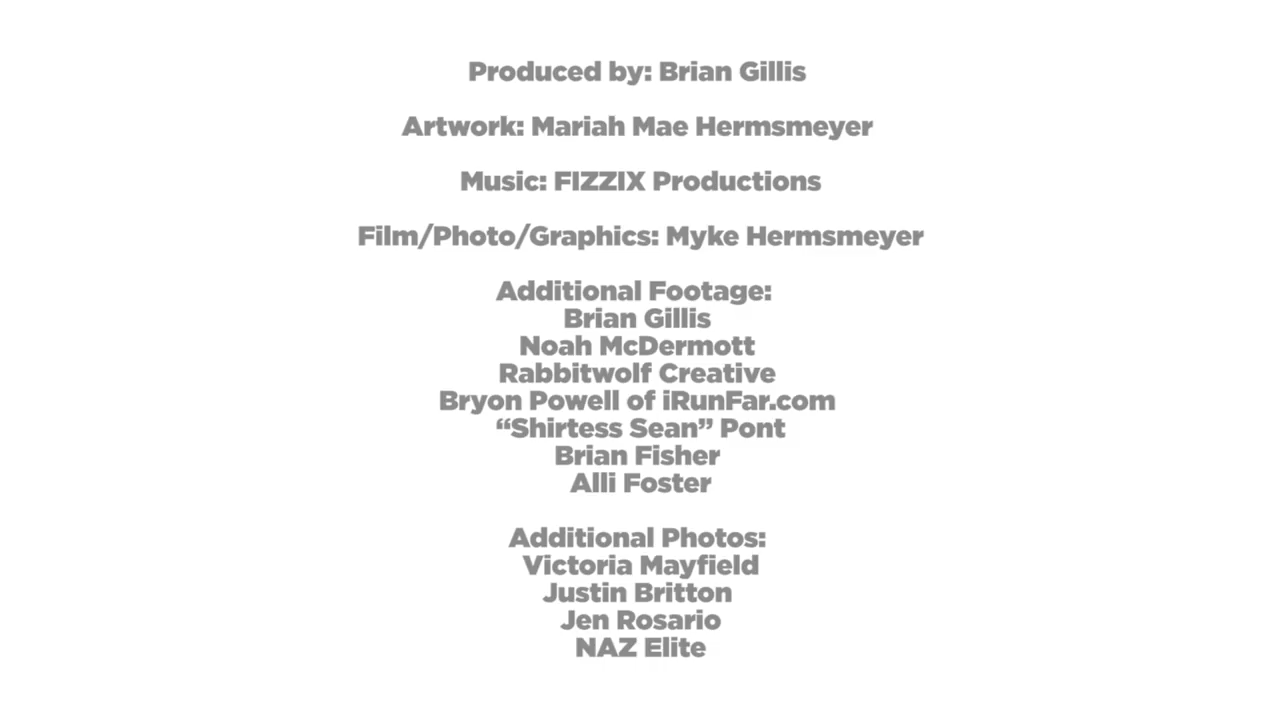 Produced by: Brian Gillis
Artwork: Mariah Mae Hermsmeyer
Music: FIZZIX Productions
Film/Photo/Graphics: Myke Hermsmeyer
Additional Footage:
Brian Gillis
Noah McDermott
Rabbitwolf Creative
Bryon Powell of iRunFar.com
“Shirtess Sean” Pont
Brian Fisher
Alli Foster
Additional Photos:
Victoria Mayfield
Justin Britton
Jen Rosario
NAZ Elite